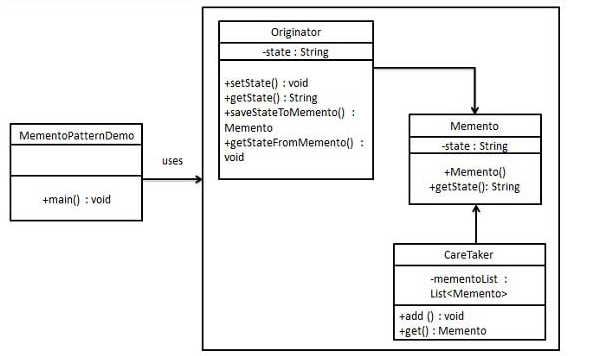 Originator
-state : String
+setState() : void
+getState() : String
+saveStateToMemento() :
Memento
+getStateFromMemento() :
void
Memento
-state : String
+Memento()
+getState(): String
MementoPatternDemo
+main() : void
uses
CareTaker
-mementoList :
List<Memento>
+add () : void
+get() : Memento